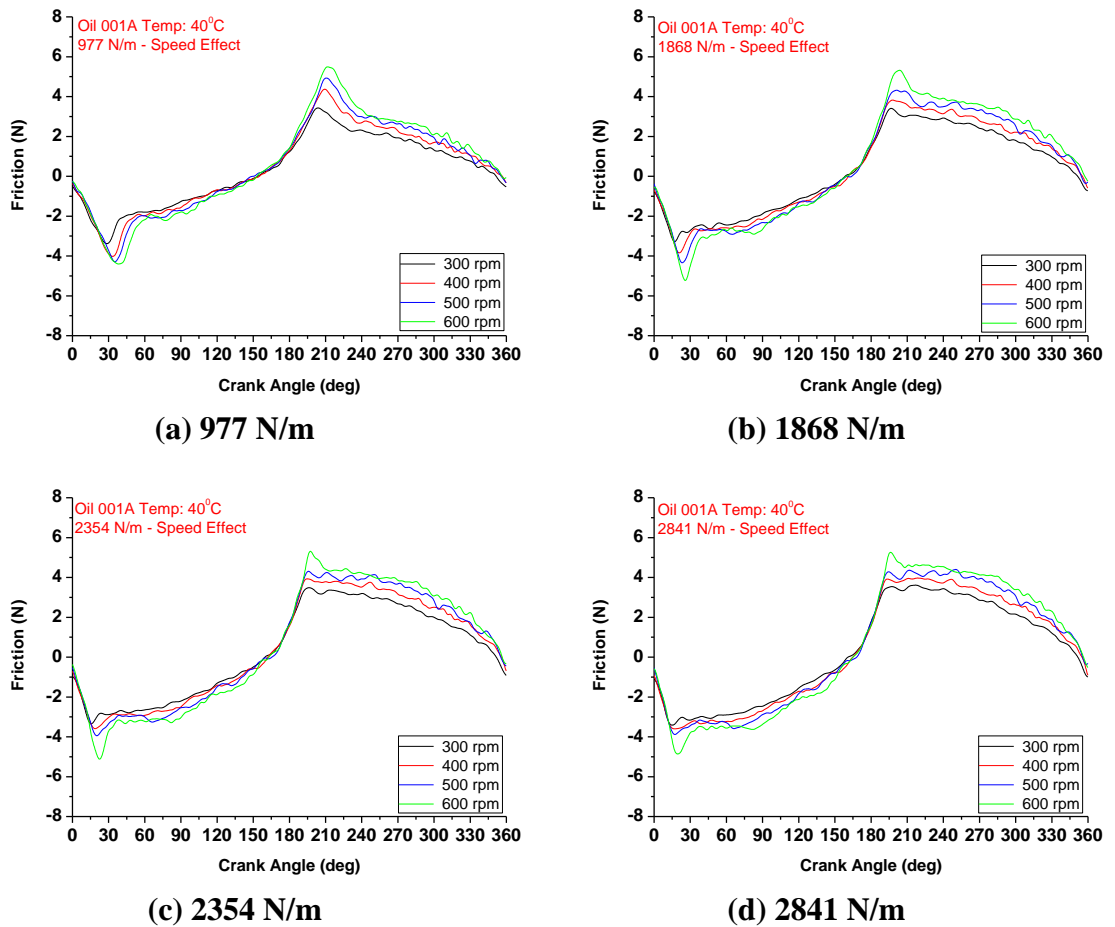 Oil 001A Temp: 40⁰C
977 N/m - Speed Effect
Friction (N)
8
6
4
2
0
-2
-4
-6
-8
300 rpm
400 rpm
500 rpm
600 rpm
0 30 60 90 120 150 180 210 240 270 300 330 360
Crank Angle (deg)
(a) 977 N/m
Oil 001A Temp: 40⁰C
1868 N/m - Speed Effect
Friction (N)
8
6
4
2
0
-2
-4
-6
-8
300 rpm
400 rpm
500 rpm
600 rpm
0 30 60 90 120 150 180 210 240 270 300 330 360
Crank Angle (deg)
(b) 1868 N/m
Oil 001A Temp: 40⁰C
2354 N/m - Speed Effect
Friction (N)
8
6
4
2
0
-2
-4
-6
-8
300 rpm
400 rpm
500 rpm
600 rpm
0 30 60 90 120 150 180 210 240 270 300 330 360
Crank Angle (deg)
(c) 2354 N/m
Oil 001A Temp: 40⁰C
2841 N/m - Speed Effect
Friction (N)
8
6
4
2
0
-2
-4
-6
-8
300 rpm
400 rpm
500 rpm
600 rpm
0 30 60 90 120 150 180 210 240 270 300 330 360
Crank Angle (deg)
(d) 2841 N/m